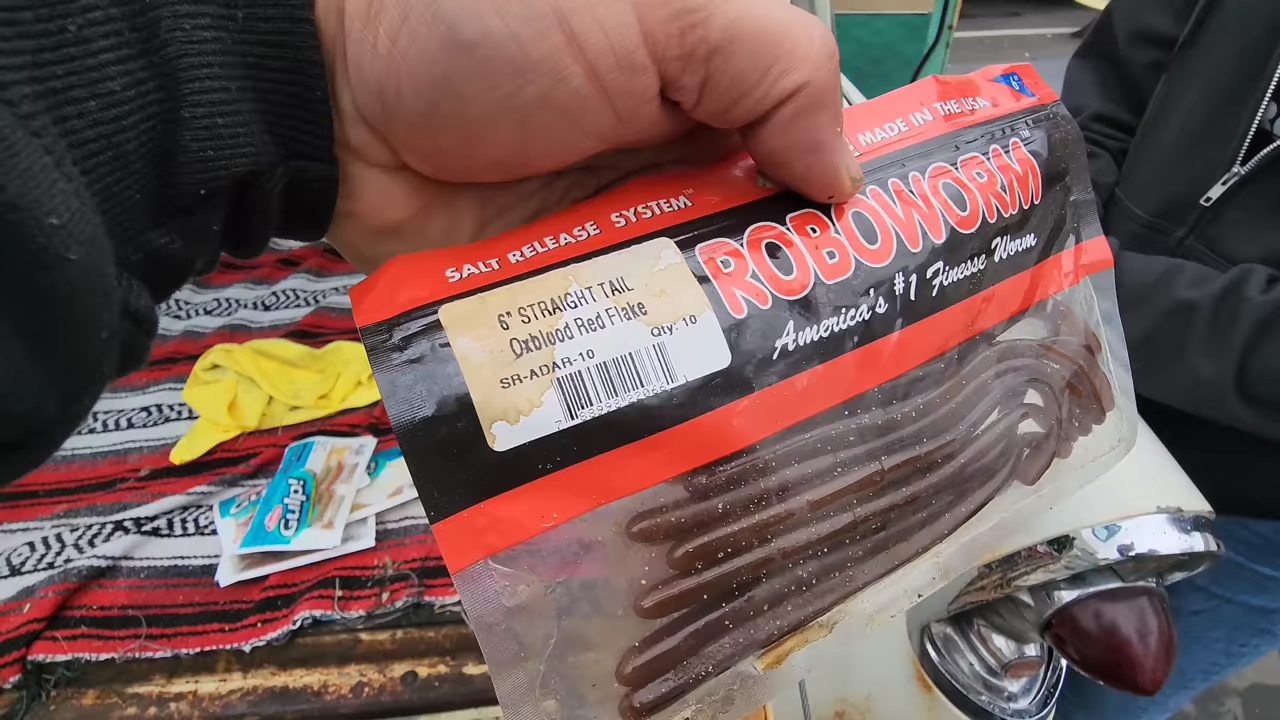 MADE IN THE USA
6"
SALT RELEASE SYSTEM™
ROBOWORM™
America's #1 Finesse Worm
6" STRAIGHT TAIL
Oxblood Red Flake
Qty: 10
SR-ADAR-10
Gulp!